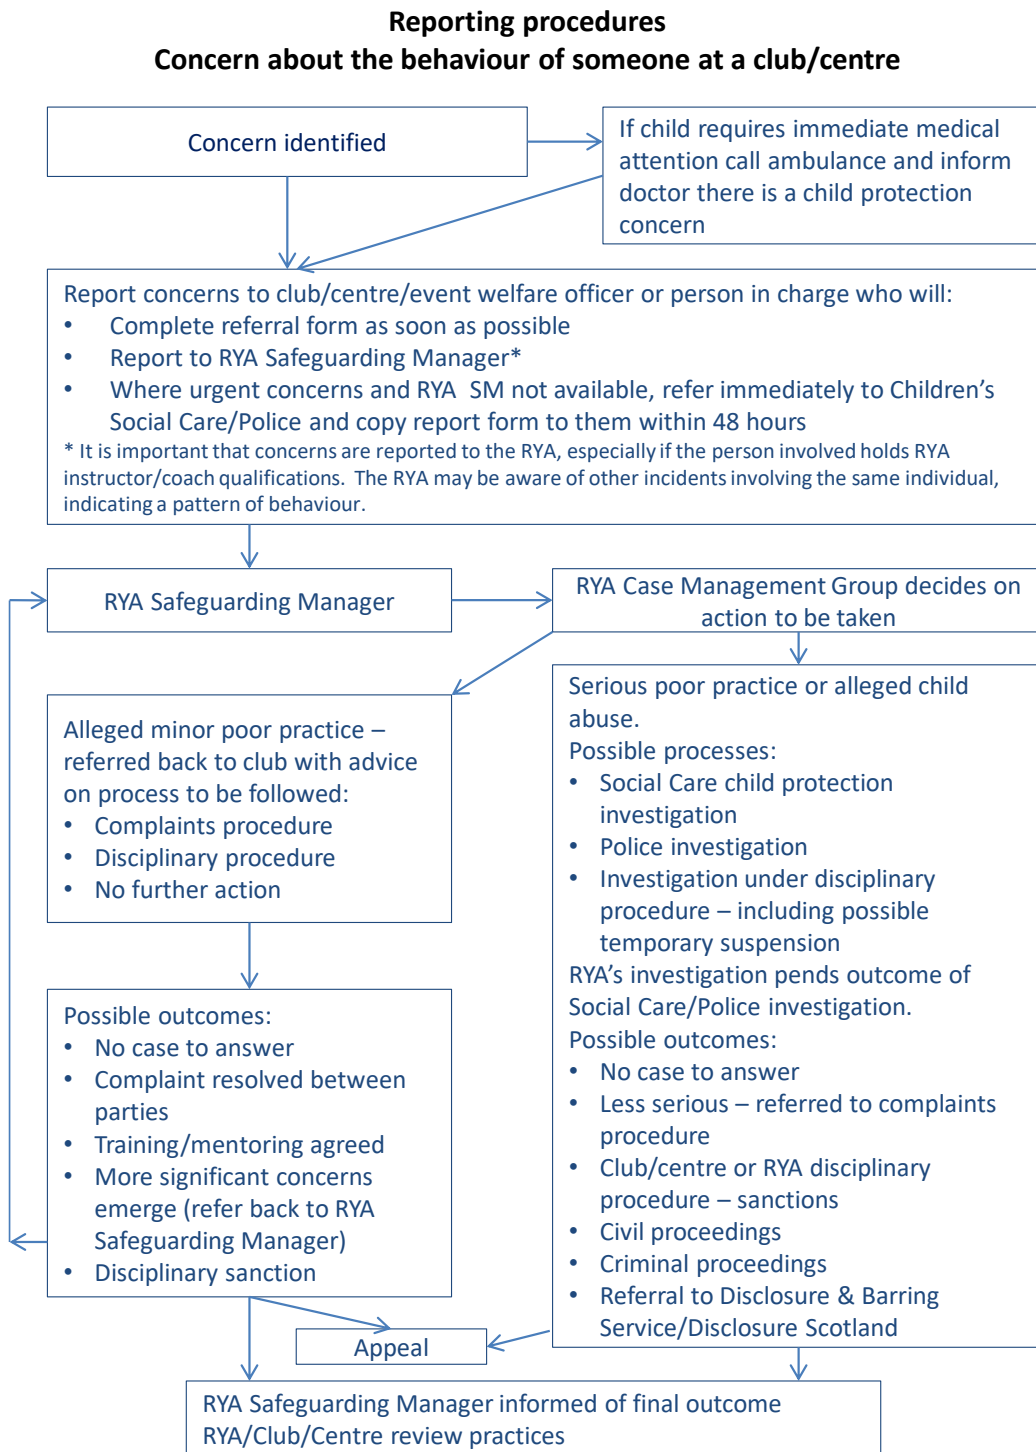 Reporting procedures
Concern about the behaviour of someone at a club/centre
Concern identified
If child requires immediate medical
attention call ambulance and inform
doctor there is a child protection
concern
Report concerns to club/centre/event welfare officer or person in charge who will:
• Complete referral form as soon as possible
• Report to RYA Safeguarding Manager*
• Where urgent concerns and RYA SM not available, refer immediately to Children’s
Social Care/Police and copy report form to them within 48 hours
* It is important that concerns are reported to the RYA, especially if the person involved holds RYA
instructor/coach qualifications. The RYA may be aware of other incidents involving the same individual,
indicating a pattern of behaviour.
RYA Safeguarding Manager
RYA Case Management Group decides on
action to be taken
Alleged minor poor practice –
referred back to club with advice
on process to be followed:
• Complaints procedure
• Disciplinary procedure
• No further action
Serious poor practice or alleged child
abuse.
Possible processes:
• Social Care child protection
investigation
• Police investigation
• Investigation under disciplinary
procedure – including possible
temporary suspension
RYA’s investigation pends outcome of
Social Care/Police investigation.
Possible outcomes:
• No case to answer
• Less serious – referred to complaints
procedure
• Club/centre or RYA disciplinary
procedure – sanctions
• Civil proceedings
• Criminal proceedings
• Referral to Disclosure & Barring
Service/Disclosure Scotland
Possible outcomes:
• No case to answer
• Complaint resolved between
parties
• Training/mentoring agreed
• More significant concerns
emerge (refer back to RYA
Safeguarding Manager)
• Disciplinary sanction
Appeal
RYA Safeguarding Manager informed of final outcome
RYA/Club/Centre review practices